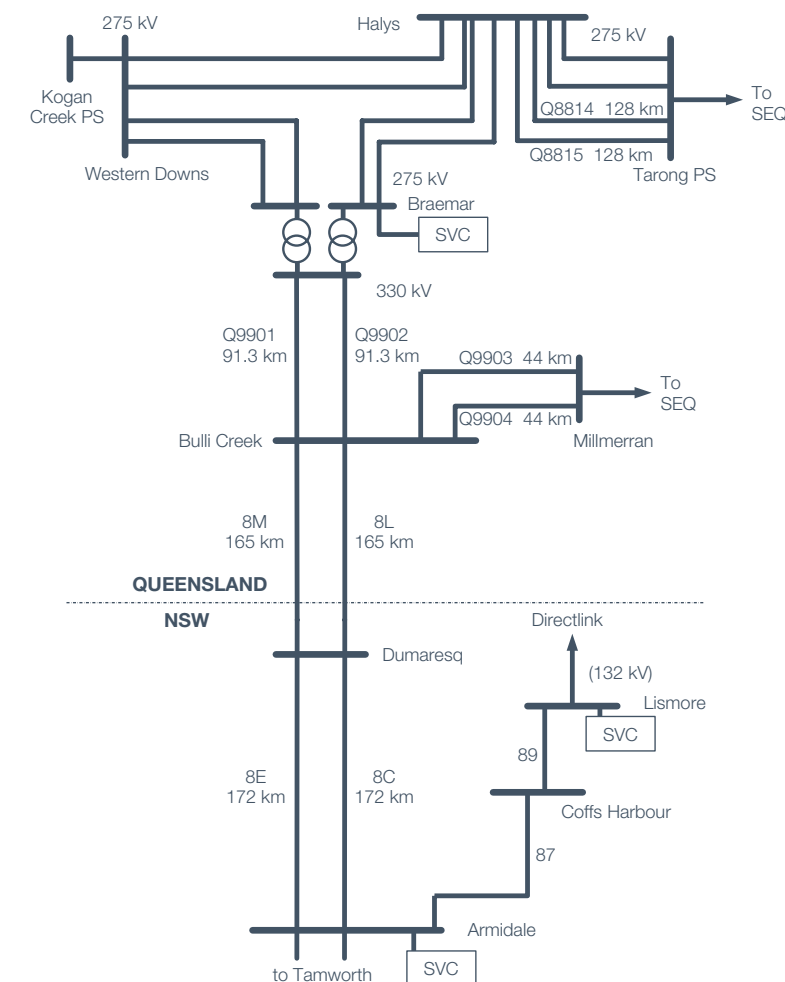 275 kV
Halys
275 kV
Kogan
Creek PS
To
SEQ
Q8814 128 km
Q8815 128 km
Western Downs
Tarong PS
275 kV
Braemar
SVC
330 kV
Q9901
91.3 km
Q9902
91.3 km
Q9903 44 km
To
SEQ
Q9904 44 km
Bulli Creek
Millmerran
8M
165 km
8L
165 km
QUEENSLAND
NSW
Directlink
Dumaresq
(132 kV)
Lismore
SVC
89
8E
172 km
8C
172 km
Coffs Harbour
87
Armidale
SVC
to Tamworth